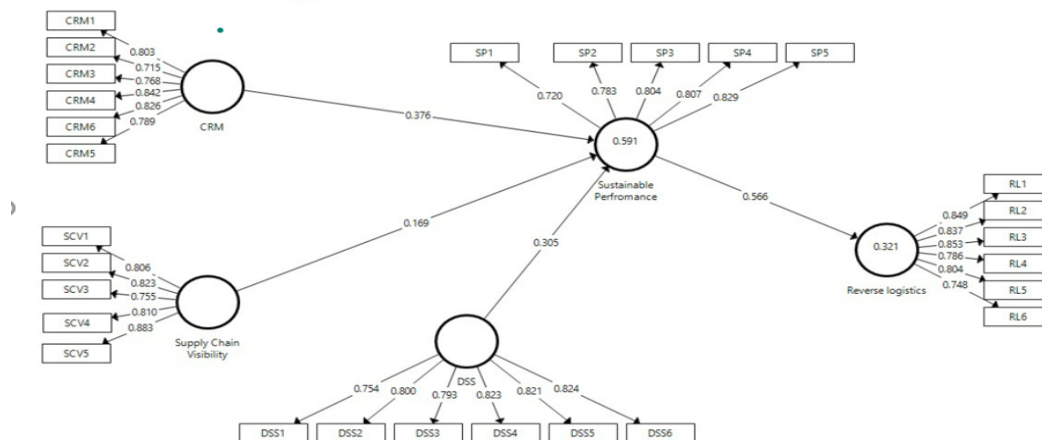 CRM1
CRM2
CRM3
CRM4
CRM6
CRM5
0.803
0.715
0.768
0.842
0.826
0.789
CRM
0.376
SP1
SP2
SP3
SP4
SP5
0.720
0.783
0.804
0.807
0.829
0.591
Sustainable
Perfromance
0.169
0.305
0.566
SCV1
SCV2
SCV3
SCV4
SCV5
0.806
0.823
0.755
0.810
0.883
Supply Chain
Visibility
DSS
0.754
0.800
0.793
0.823
0.821
0.824
DSS1
DSS2
DSS3
DSS4
DSS5
DSS6
0.321
Reverse logistics
0.849
0.837
0.853
0.786
0.804
0.748
RL1
RL2
RL3
RL4
RL5
RL6